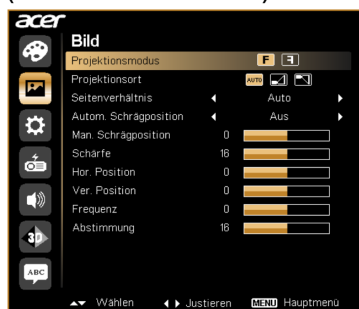 acer
Bild
Projektionsmodus F F
Projektionsort AUTO
Seitenverhältnis Auto
Autom. Schrägposition Aus
Man. Schrägposition 0
Schärfe 16
Hor. Position 0
Ver. Position 0
Frequenz 0
Abstimmung 16
3D
ABC
Wählen Justieren MENU Hauptmenü